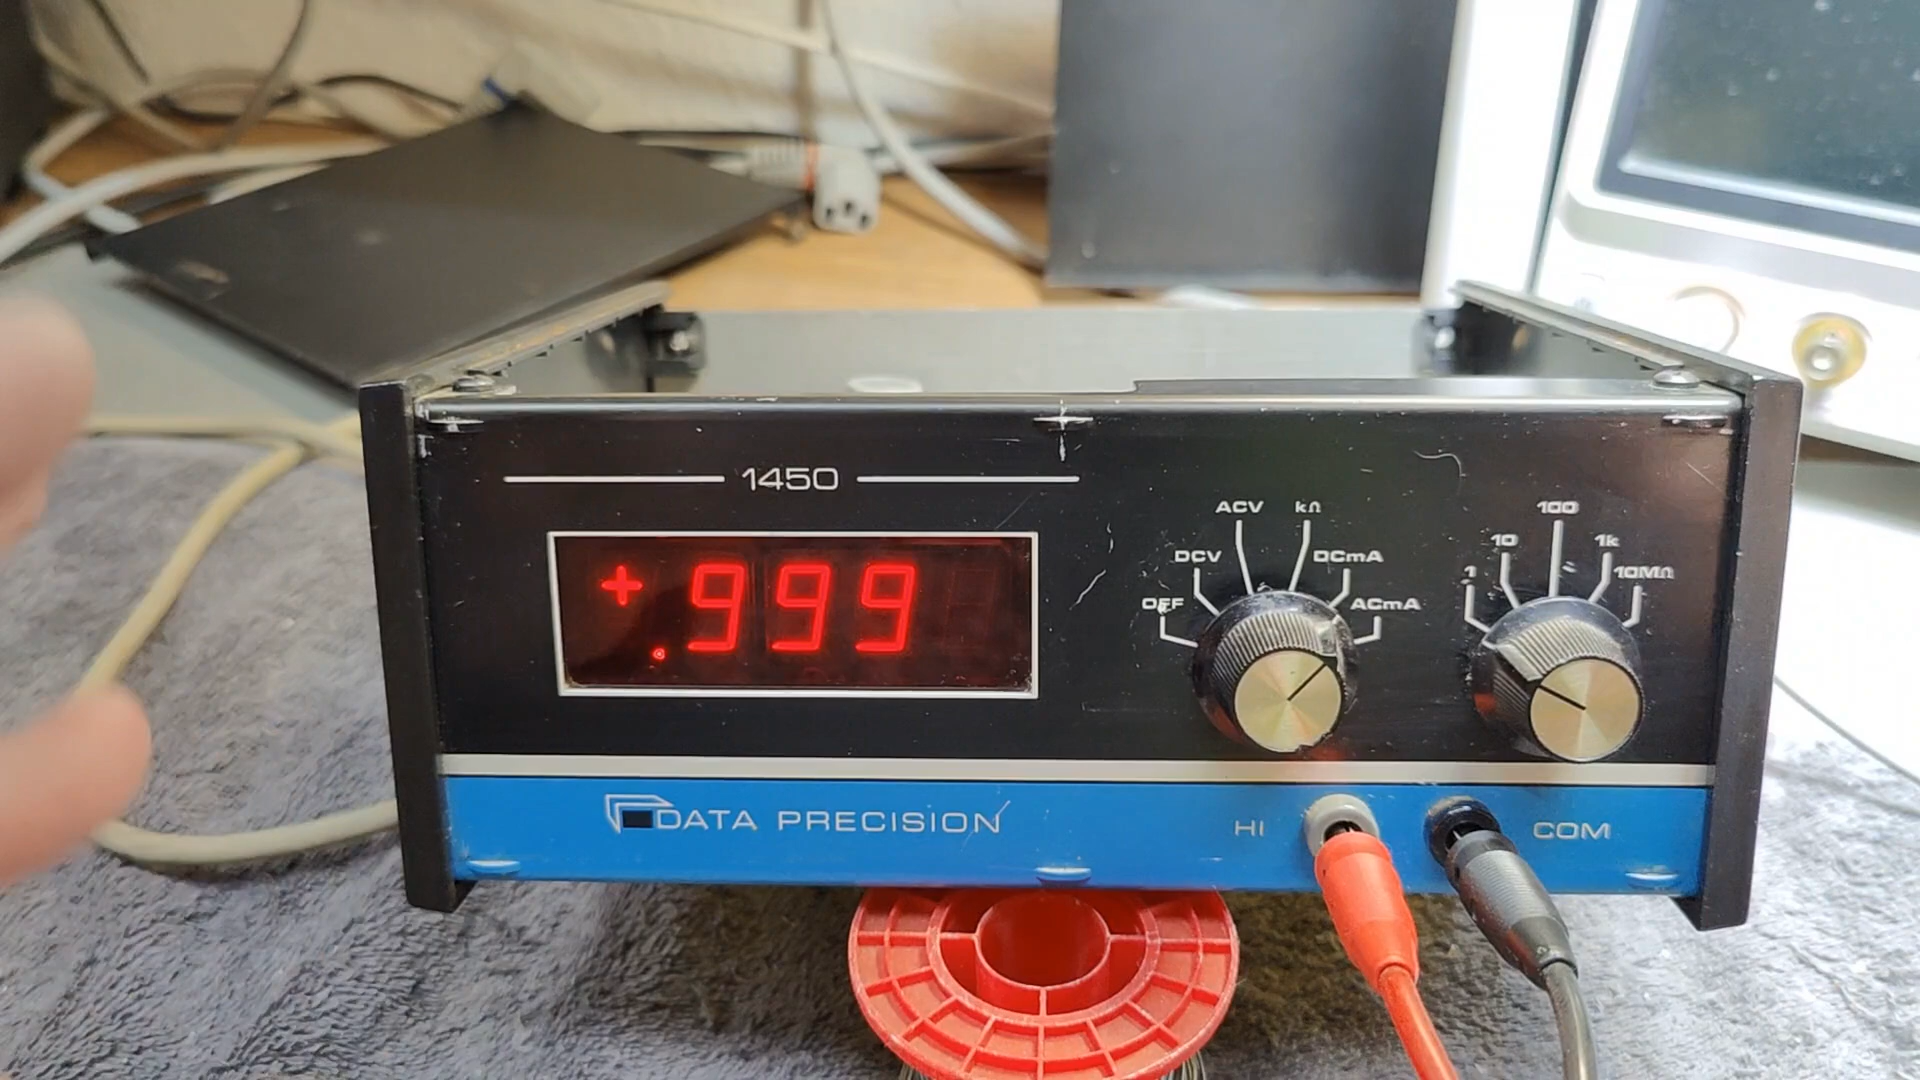 1450
+.999
ACV kΩ
DCV DCmA
OFF ACmA
100
10 1k
1 10MΩ
DATA PRECISION
HI COM